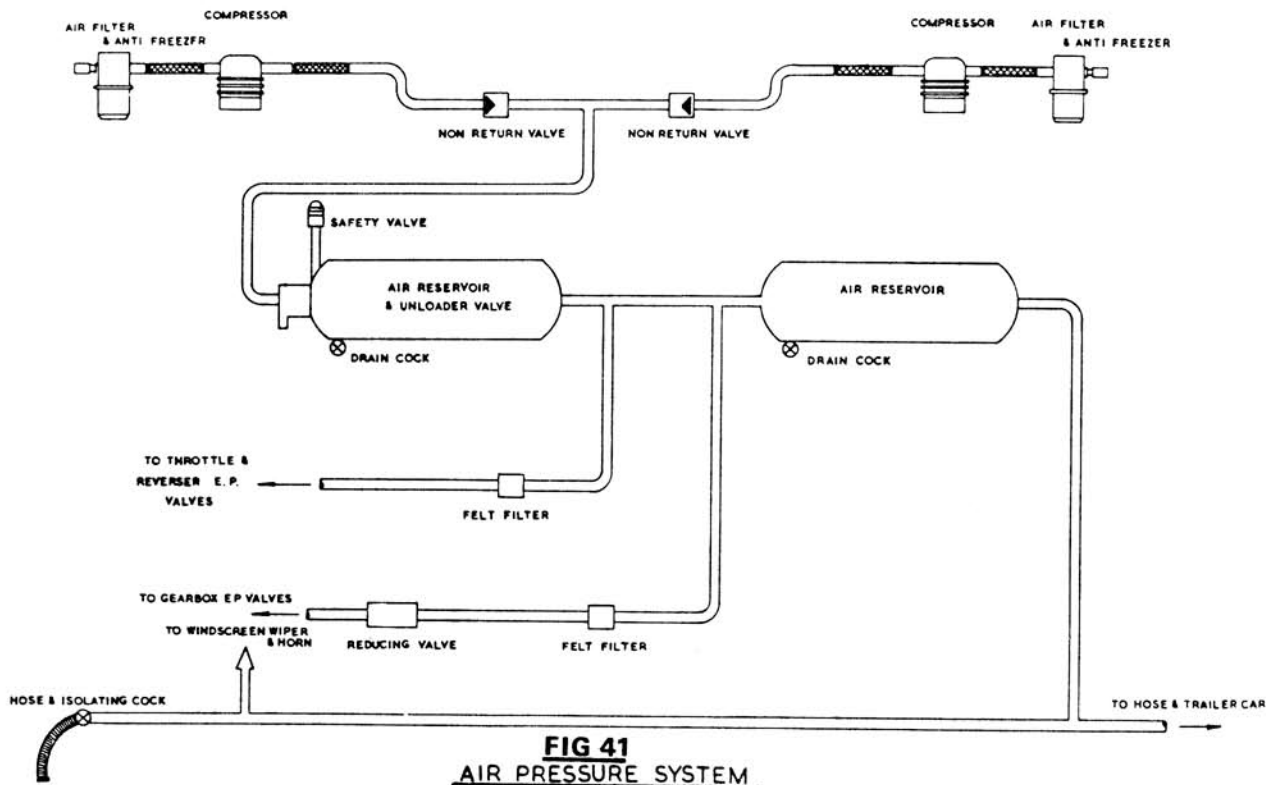 COMPRESSOR
AIR FILTER
& ANTI FREEZER
COMPRESSOR
AIR FILTER
& ANTI FREEZER
NON RETURN VALVE
NON RETURN VALVE
SAFETY VALVE
AIR RESERVOIR
& UNLOADER VALVE
AIR RESERVOIR
DRAIN COCK
DRAIN COCK
TO THROTTLE &
REVERSER E.P.
VALVES
FELT FILTER
TO GEARBOX EP VALVES
TO WINDSCREEN WIPER
& HORN
REDUCING VALVE
FELT FILTER
HOSE & ISOLATING COCK
TO HOSE & TRAILER CAR
FIG 41
AIR PRESSURE SYSTEM